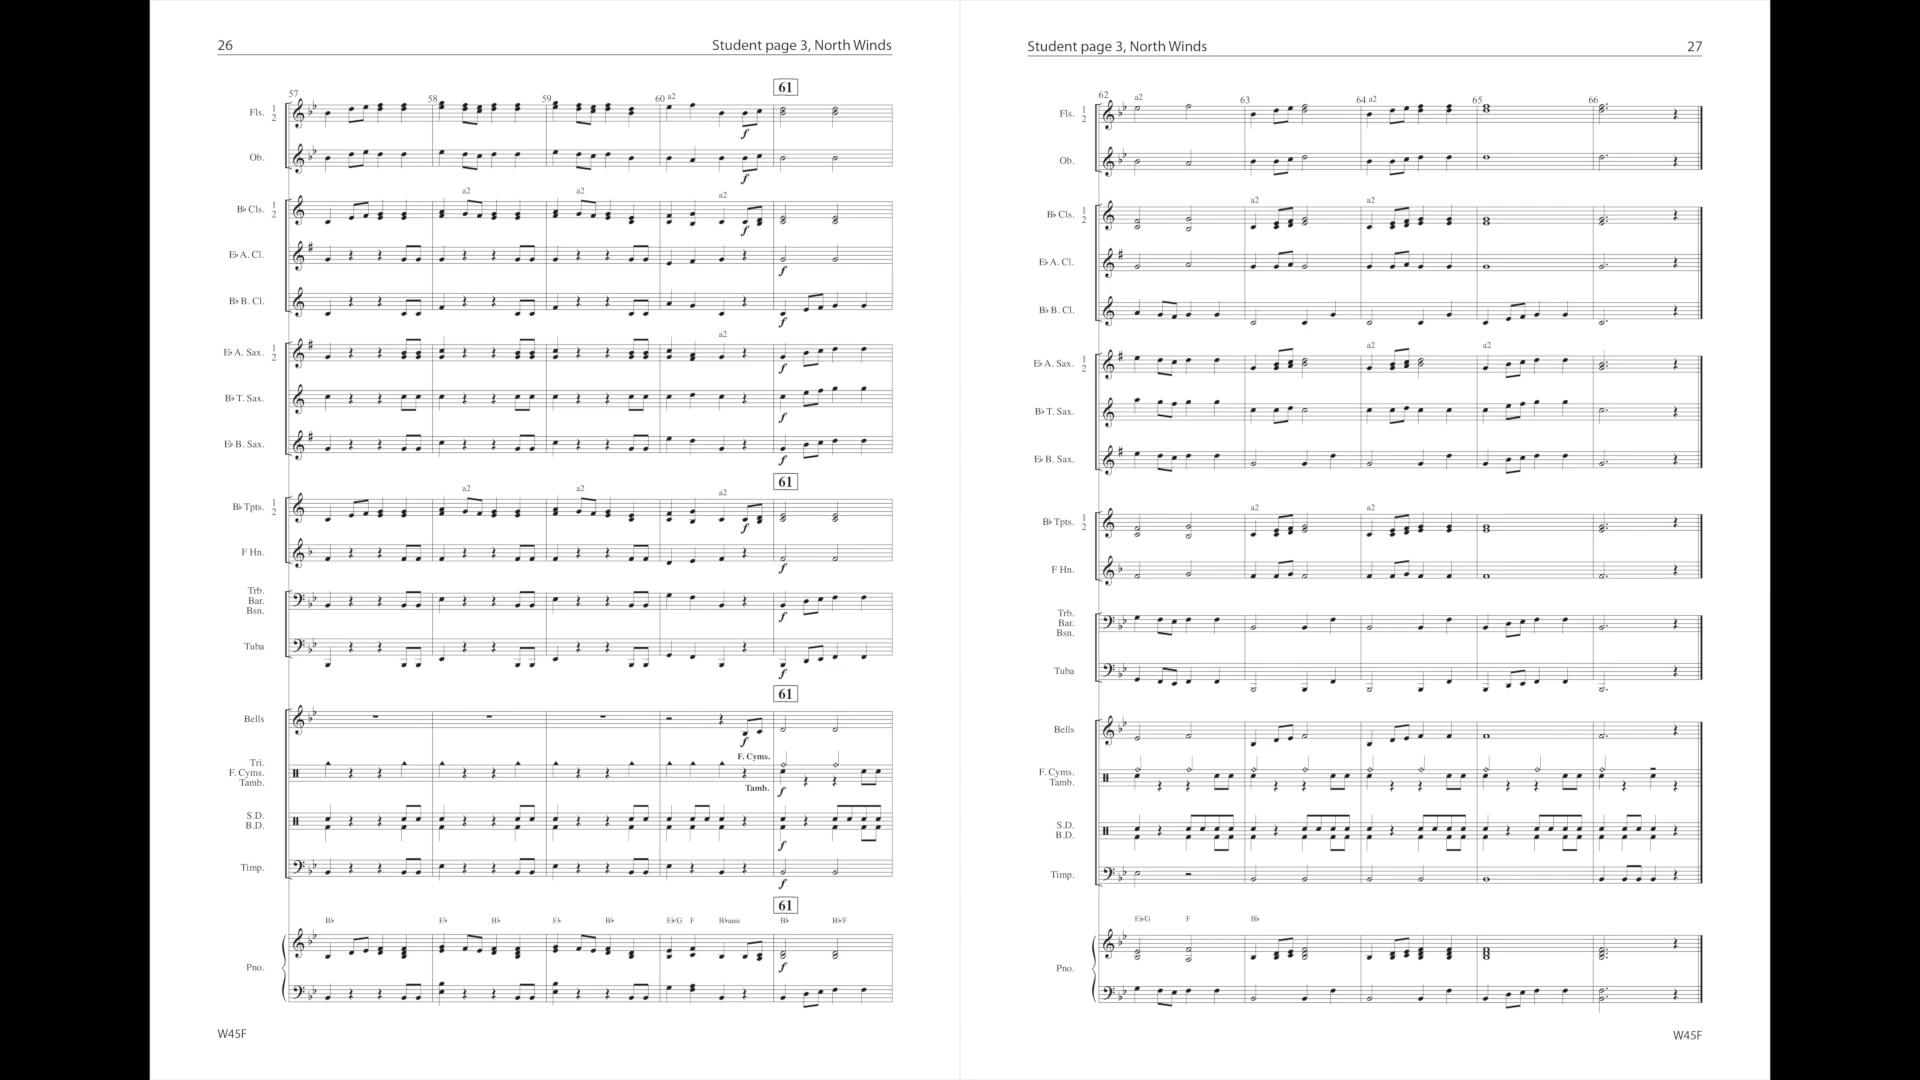 26
Student page 3, North Winds
61
57
58
59
60 a2
Fls. 1 2
f
Ob.
f
a2 a2 a2
B♭ Cls. 1 2
f
E♭ A. Cl.
f
B♭ B. Cl.
f
a2
E♭ A. Sax. 1 2
f
B♭ T. Sax.
f
E♭ B. Sax.
f
61
a2 a2 a2
B♭ Tpts. 1 2
f
F Hn.
f
Trb.
Bar.
Bsn.
f
Tuba
f
61
Bells
f
Tri.
F. Cyms.
Tamb.
F. Cyms.
Tamb.
f
S.D.
B.D.
f
Timp.
f
61
B♭ E♭ B♭ E♭ B♭ E♭/G F B♭unis B♭ B♭/F
Pno.
f
W45F
Student page 3, North Winds
27
62 a2
63
64 a2
65
66
Fls. 1 2
Ob.
a2 a2
B♭ Cls. 1 2
E♭ A. Cl.
B♭ B. Cl.
a2 a2
E♭ A. Sax. 1 2
B♭ T. Sax.
E♭ B. Sax.
a2 a2
B♭ Tpts. 1 2
F Hn.
Trb.
Bar.
Bsn.
Tuba
Bells
F. Cyms.
Tamb.
S.D.
B.D.
Timp.
E♭/G F B♭
Pno.
W45F